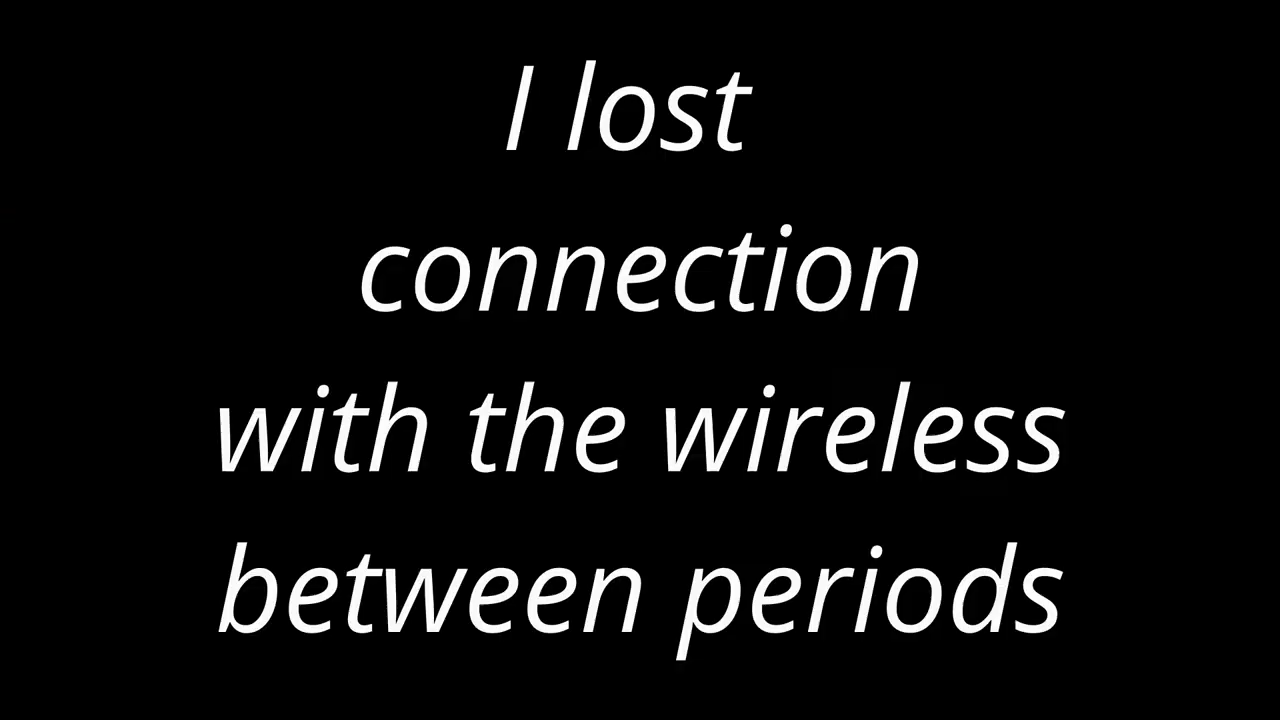 I lost
connection
with the wireless
between periods